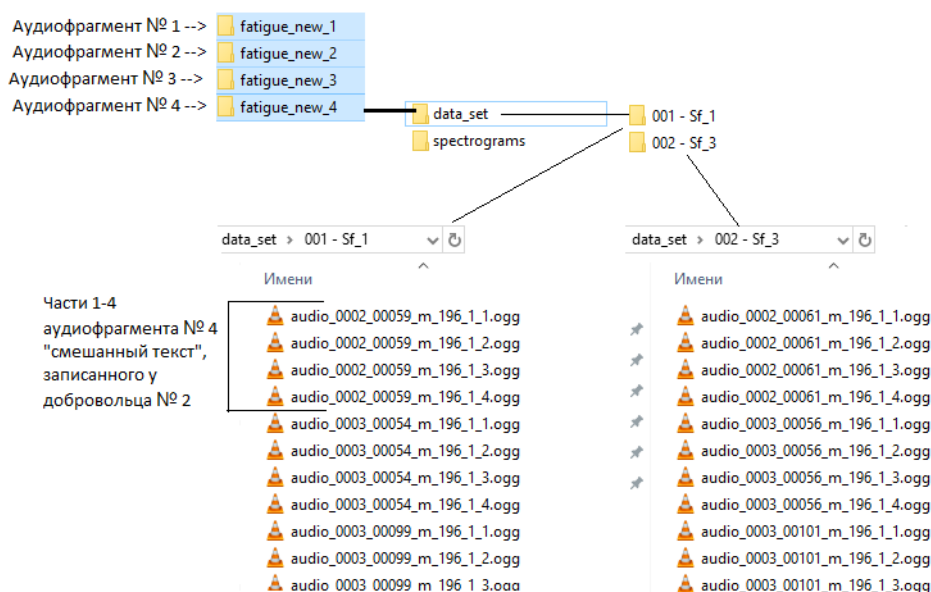 Аудиофрагмент № 1 --> fatigue_new_1
Аудиофрагмент № 2 --> fatigue_new_2
Аудиофрагмент № 3 --> fatigue_new_3
Аудиофрагмент № 4 --> fatigue_new_4
data_set
spectrograms
001 - Sf_1
002 - Sf_3
data_set > 001 - Sf_1
Имени
Части 1-4
аудиофрагмента № 4
"смешанный текст",
записанного у
добровольца № 2
audio_0002_00059_m_196_1_1.ogg
audio_0002_00059_m_196_1_2.ogg
audio_0002_00059_m_196_1_3.ogg
audio_0002_00059_m_196_1_4.ogg
audio_0003_00054_m_196_1_1.ogg
audio_0003_00054_m_196_1_2.ogg
audio_0003_00054_m_196_1_3.ogg
audio_0003_00054_m_196_1_4.ogg
audio_0003_00099_m_196_1_1.ogg
audio_0003_00099_m_196_1_2.ogg
audio_0003_00099_m_196_1_3.ogg
data_set > 002 - Sf_3
Имени
audio_0002_00061_m_196_1_1.ogg
audio_0002_00061_m_196_1_2.ogg
audio_0002_00061_m_196_1_3.ogg
audio_0002_00061_m_196_1_4.ogg
audio_0003_00056_m_196_1_1.ogg
audio_0003_00056_m_196_1_2.ogg
audio_0003_00056_m_196_1_3.ogg
audio_0003_00056_m_196_1_4.ogg
audio_0003_00101_m_196_1_1.ogg
audio_0003_00101_m_196_1_2.ogg
audio_0003_00101_m_196_1_3.ogg